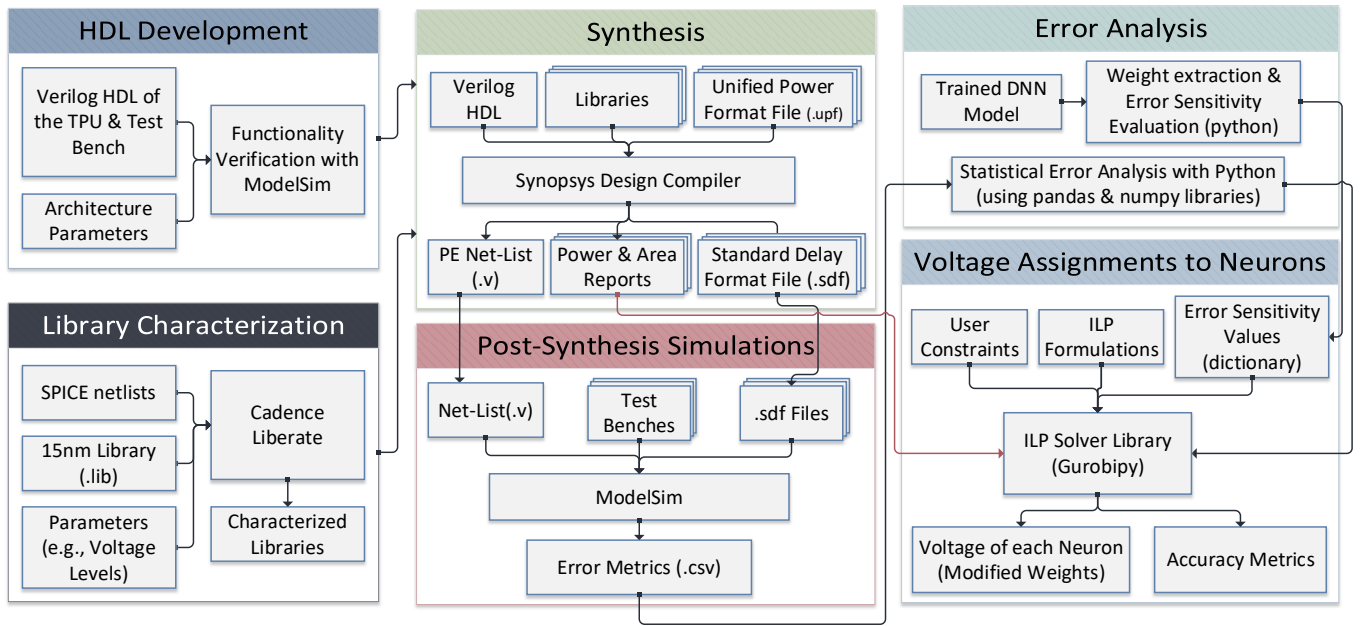 HDL Development
Verilog HDL of
the TPU & Test
Bench
Architecture
Parameters
Functionality
Verification with
ModelSim
Library Characterization
SPICE netlists
15nm Library
(.lib)
Parameters
(e.g., Voltage
Levels)
Cadence
Liberate
Characterized
Libraries
Synthesis
Verilog
HDL
Libraries
Unified Power
Format File (.upf)
Synopsys Design Compiler
PE Net-List
(.v)
Power & Area
Reports
Standard Delay
Format File (.sdf)
Post-Synthesis Simulations
Net-List(.v)
Test
Benches
.sdf Files
ModelSim
Error Metrics (.csv)
Error Analysis
Trained DNN
Model
Weight extraction &
Error Sensitivity
Evaluation (python)
Statistical Error Analysis with Python
(using pandas & numpy libraries)
Voltage Assignments to Neurons
User
Constraints
ILP
Formulations
Error Sensitivity
Values
(dictionary)
ILP Solver Library
(Gurobipy)
Voltage of each Neuron
(Modified Weights)
Accuracy Metrics